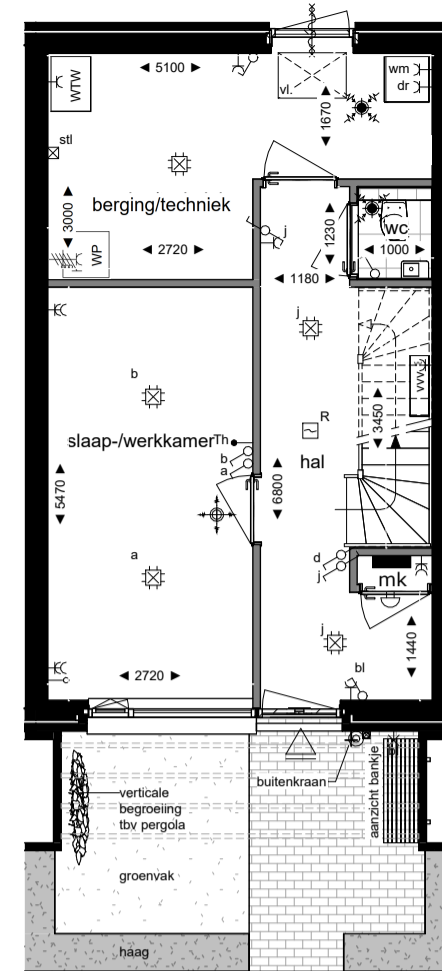 WTW
5100
vl.
wm
dr
1670
stl
berging/techniek
3000
WP
2720
j
1230
wc
1000
1180
j
b
vvv
3450
R
slaap-/werkkamer
Th
b
a
hal
5470
6800
a
d
j
mk
j
1440
2720
bl
buitenkraan
aanzicht bankje
verticale
begroeiing
tbv pergola
groenvak
haag